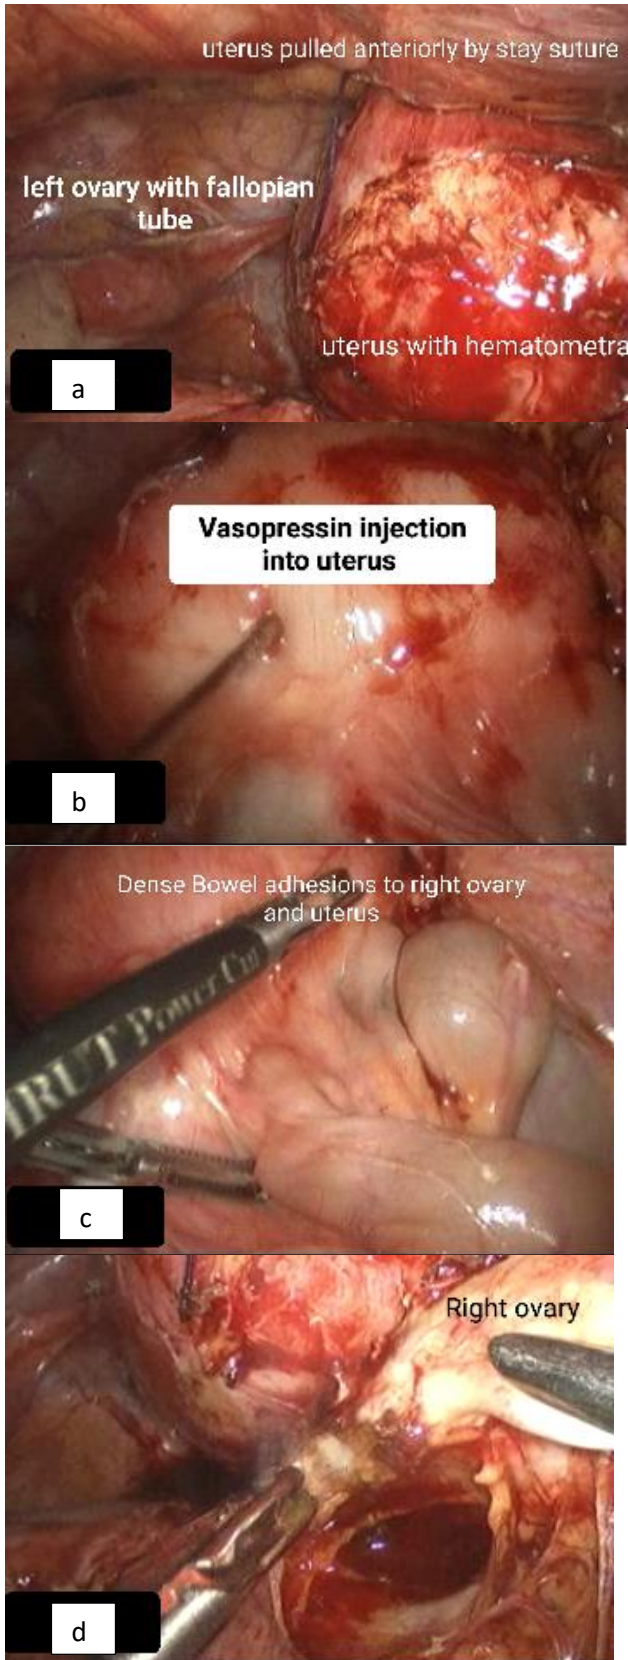 uterus pulled anteriorly by stay suture
left ovary with fallopian
tube
uterus with hematometra
a
Vasopressin injection
into uterus
b
Dense Bowel adhesions to right ovary
and uterus
Power
c
Right ovary
d